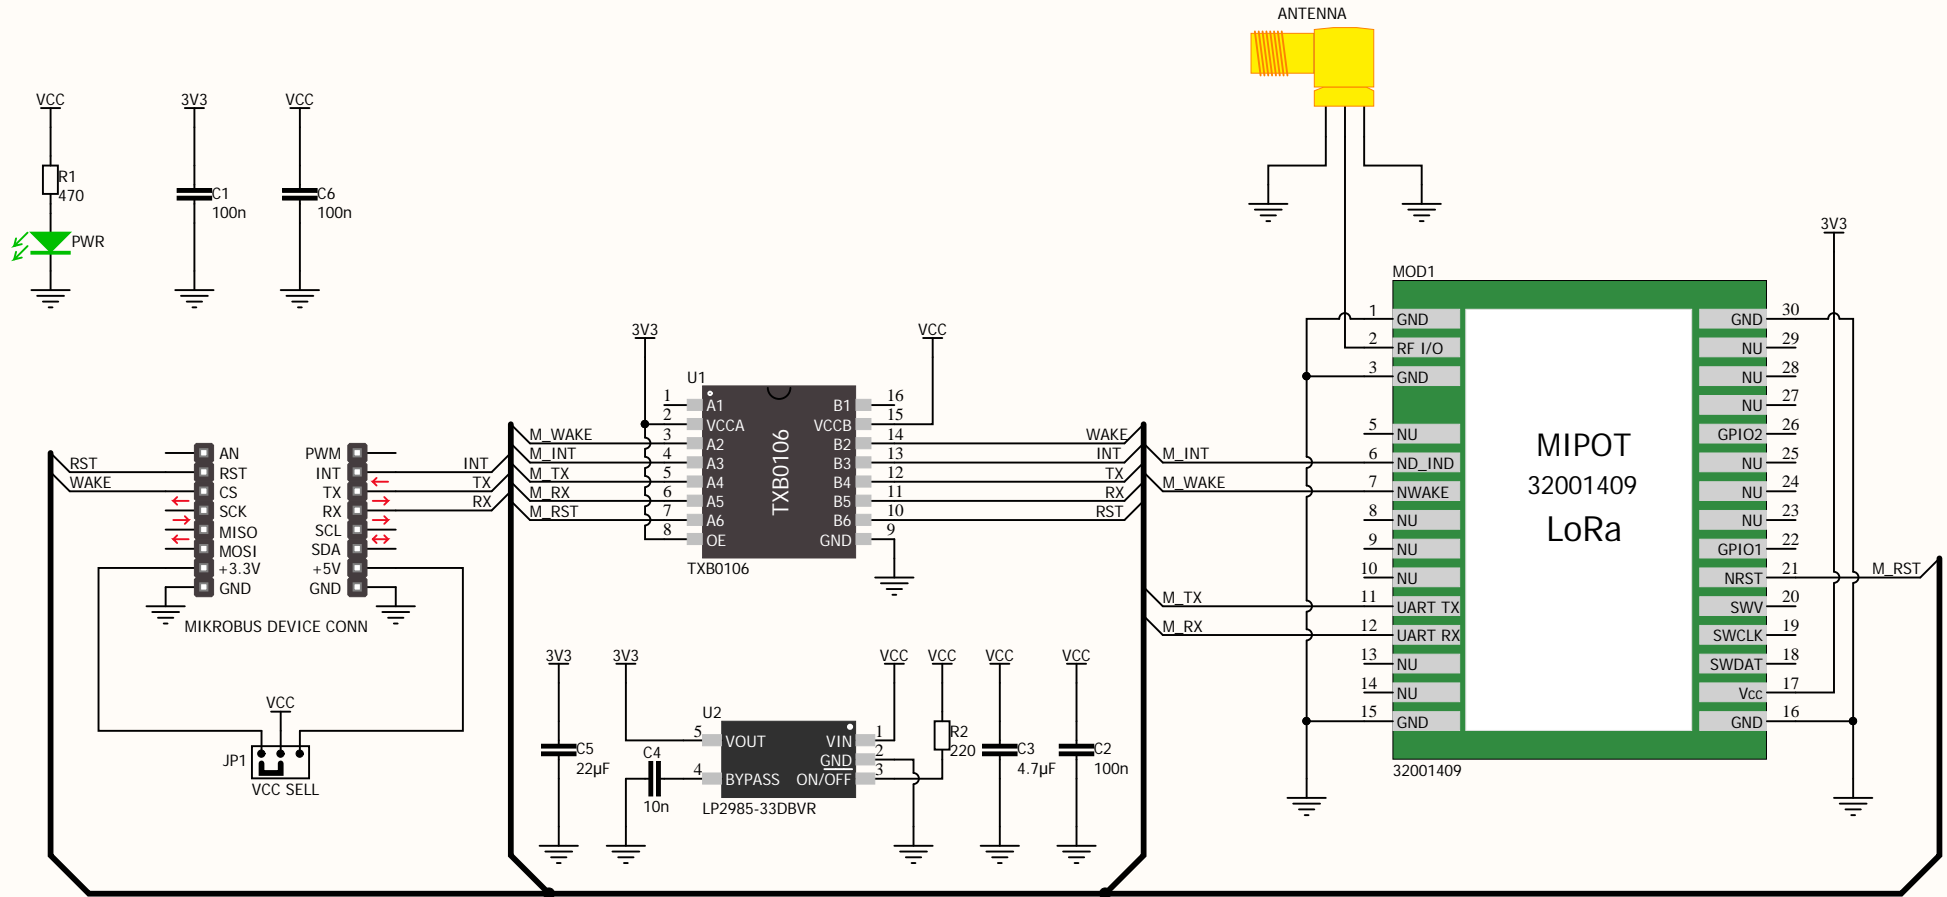 ANTENNA
VCC
R1
470
PWR
3V3
C1
100n
VCC
C6
100n
RST
WAKE
AN
RST
CS
SCK
MISO
MOSI
+3.3V
GND
PWM
INT
TX
RX
SCL
SDA
+5V
GND
INT
TX
RX
MIKROBUS DEVICE CONN
VCC
JP1
VCC SELL
3V3
VCC
U1
M_WAKE
M_INT
M_TX
M_RX
M_RST
1
2
3
4
5
6
7
8
A1
VCCA
A2
A3
A4
A5
A6
OE
TXB0106
B1
VCCB
B2
B3
B4
B5
B6
GND
16
15
14
13
12
11
10
9
WAKE
INT
TX
RX
RST
TXB0106
3V3
C5
22µF
3V3
C4
10n
U2
5
4
VOUT
BYPASS
VIN
GND
ON/OFF
1
2
3
LP2985-33DBVR
VCC
VCC
R2
220
VCC
C3
4.7µF
VCC
C2
100n
M_INT
M_WAKE
M_TX
M_RX
3V3
MOD1
1
2
3
5
6
7
8
9
10
11
12
13
14
15
GND
RF I/O
GND
NU
ND_IND
NWAKE
NU
NU
NU
UART TX
UART RX
NU
NU
GND
MIPOT
32001409
LoRa
GND
NU
NU
NU
GPIO2
NU
NU
NU
GPIO1
NRST
SWV
SWCLK
SWDAT
Vcc
GND
30
29
28
27
26
25
24
23
22
21
20
19
18
17
16
M_RST
32001409